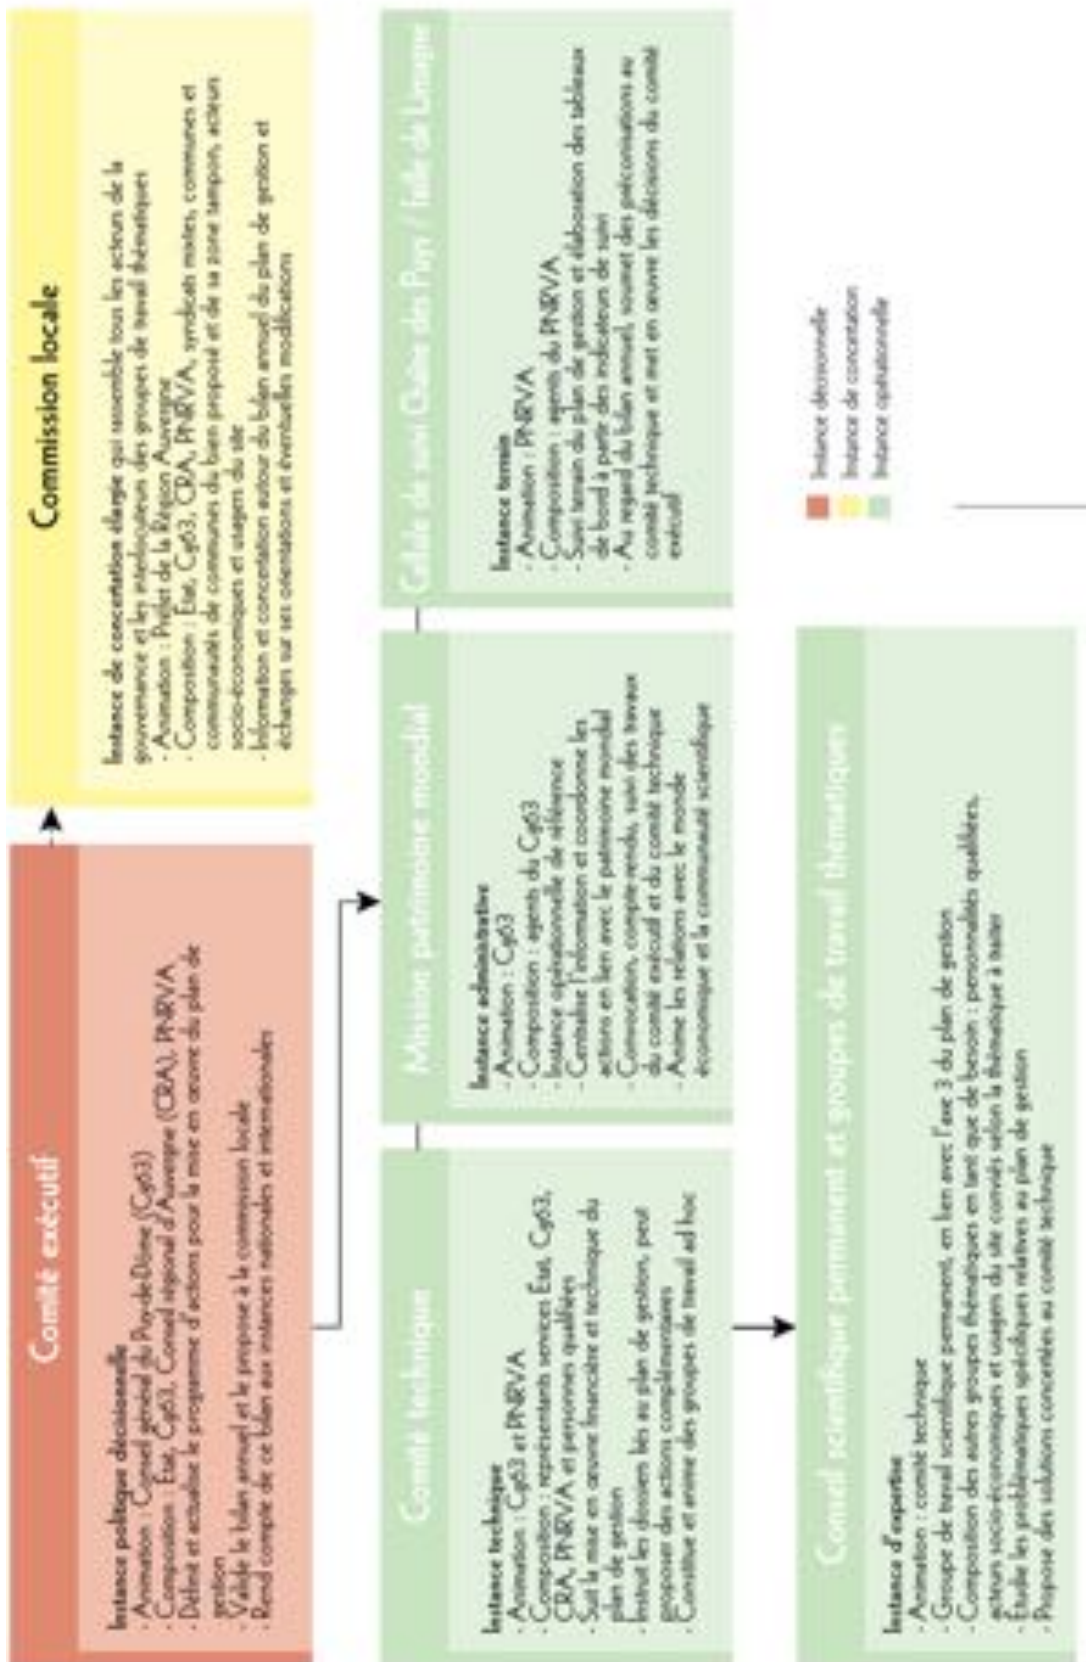 Comité exécutif
Instance politique décisionnelle
- Animation : Conseil général du Puy-de-Dôme (Cg63)
- Composition : État, Cg63, Conseil régional d'Auvergne (CRA), PNRVA
- Définit et actualise le programme d'actions pour la mise en œuvre du plan de
gestion
- Valide le bilan annuel et le propose à la commission locale
- Rend compte de ce bilan aux instances nationales et internationales
Commission locale
Instance de concertation élargie qui rassemble tous les acteurs de la
gouvernance et les interlocuteurs des groupes de travail thématiques
- Animation : Préfet de la Région Auvergne
- Composition : État, Cg63, CRA, PNRVA, syndicats mixtes, communes et
communautés de communes du bien proposé et de sa zone tampon, acteurs
socio-économiques et usagers du site
- Information et concertation autour du bilan annuel du plan de gestion et
échanges sur ses orientations et éventuelles modifications
Comité technique
Instance technique
- Animation : Cg63 et PNRVA
- Composition : représentants services État, Cg63,
CRA, PNRVA et personnes qualifiées
- Suit la mise en œuvre financière et technique du
plan de gestion
- Instruit les dossiers liés au plan de gestion, peut
proposer des actions complémentaires
- Constitue et anime des groupes de travail ad hoc
Mission patrimoine mondial
Instance administrative
- Animation : Cg63
- Composition : agents du Cg63
- Instance opérationnelle de référence
- Centralise l'information et coordonne les
actions en lien avec le patrimoine mondial
- Convocation, compte-rendu, suivi des travaux
du comité exécutif et du comité technique
- Anime les relations avec le monde
économique et la communauté scientifique
Cellule de suivi Chaîne des Puys / faille de Limagne
Instance terrain
- Animation : PNRVA
- Composition : agents du PNRVA
- Suivi terrain du plan de gestion et élaboration des tableaux
de bord à partir des indicateurs de suivi
- Au regard du bilan annuel, soumet des préconisations au
comité technique et met en œuvre les décisions du comité
exécutif
Conseil scientifique permanent et groupes de travail thématiques
Instance d'expertise
- Animation : comité technique
- Groupe de travail scientifique permanent, en lien avec l'axe 3 du plan de gestion
- Composition des autres groupes thématiques en tant que de besoin : personnalités qualifiées,
acteurs socio-économiques et usagers du site conviés selon la thématique à traiter
- Étudie les problématiques spécifiques relatives au plan de gestion
- Propose des solutions concertées au comité technique
Instance décisionnelle
Instance de concertation
Instance opérationnelle